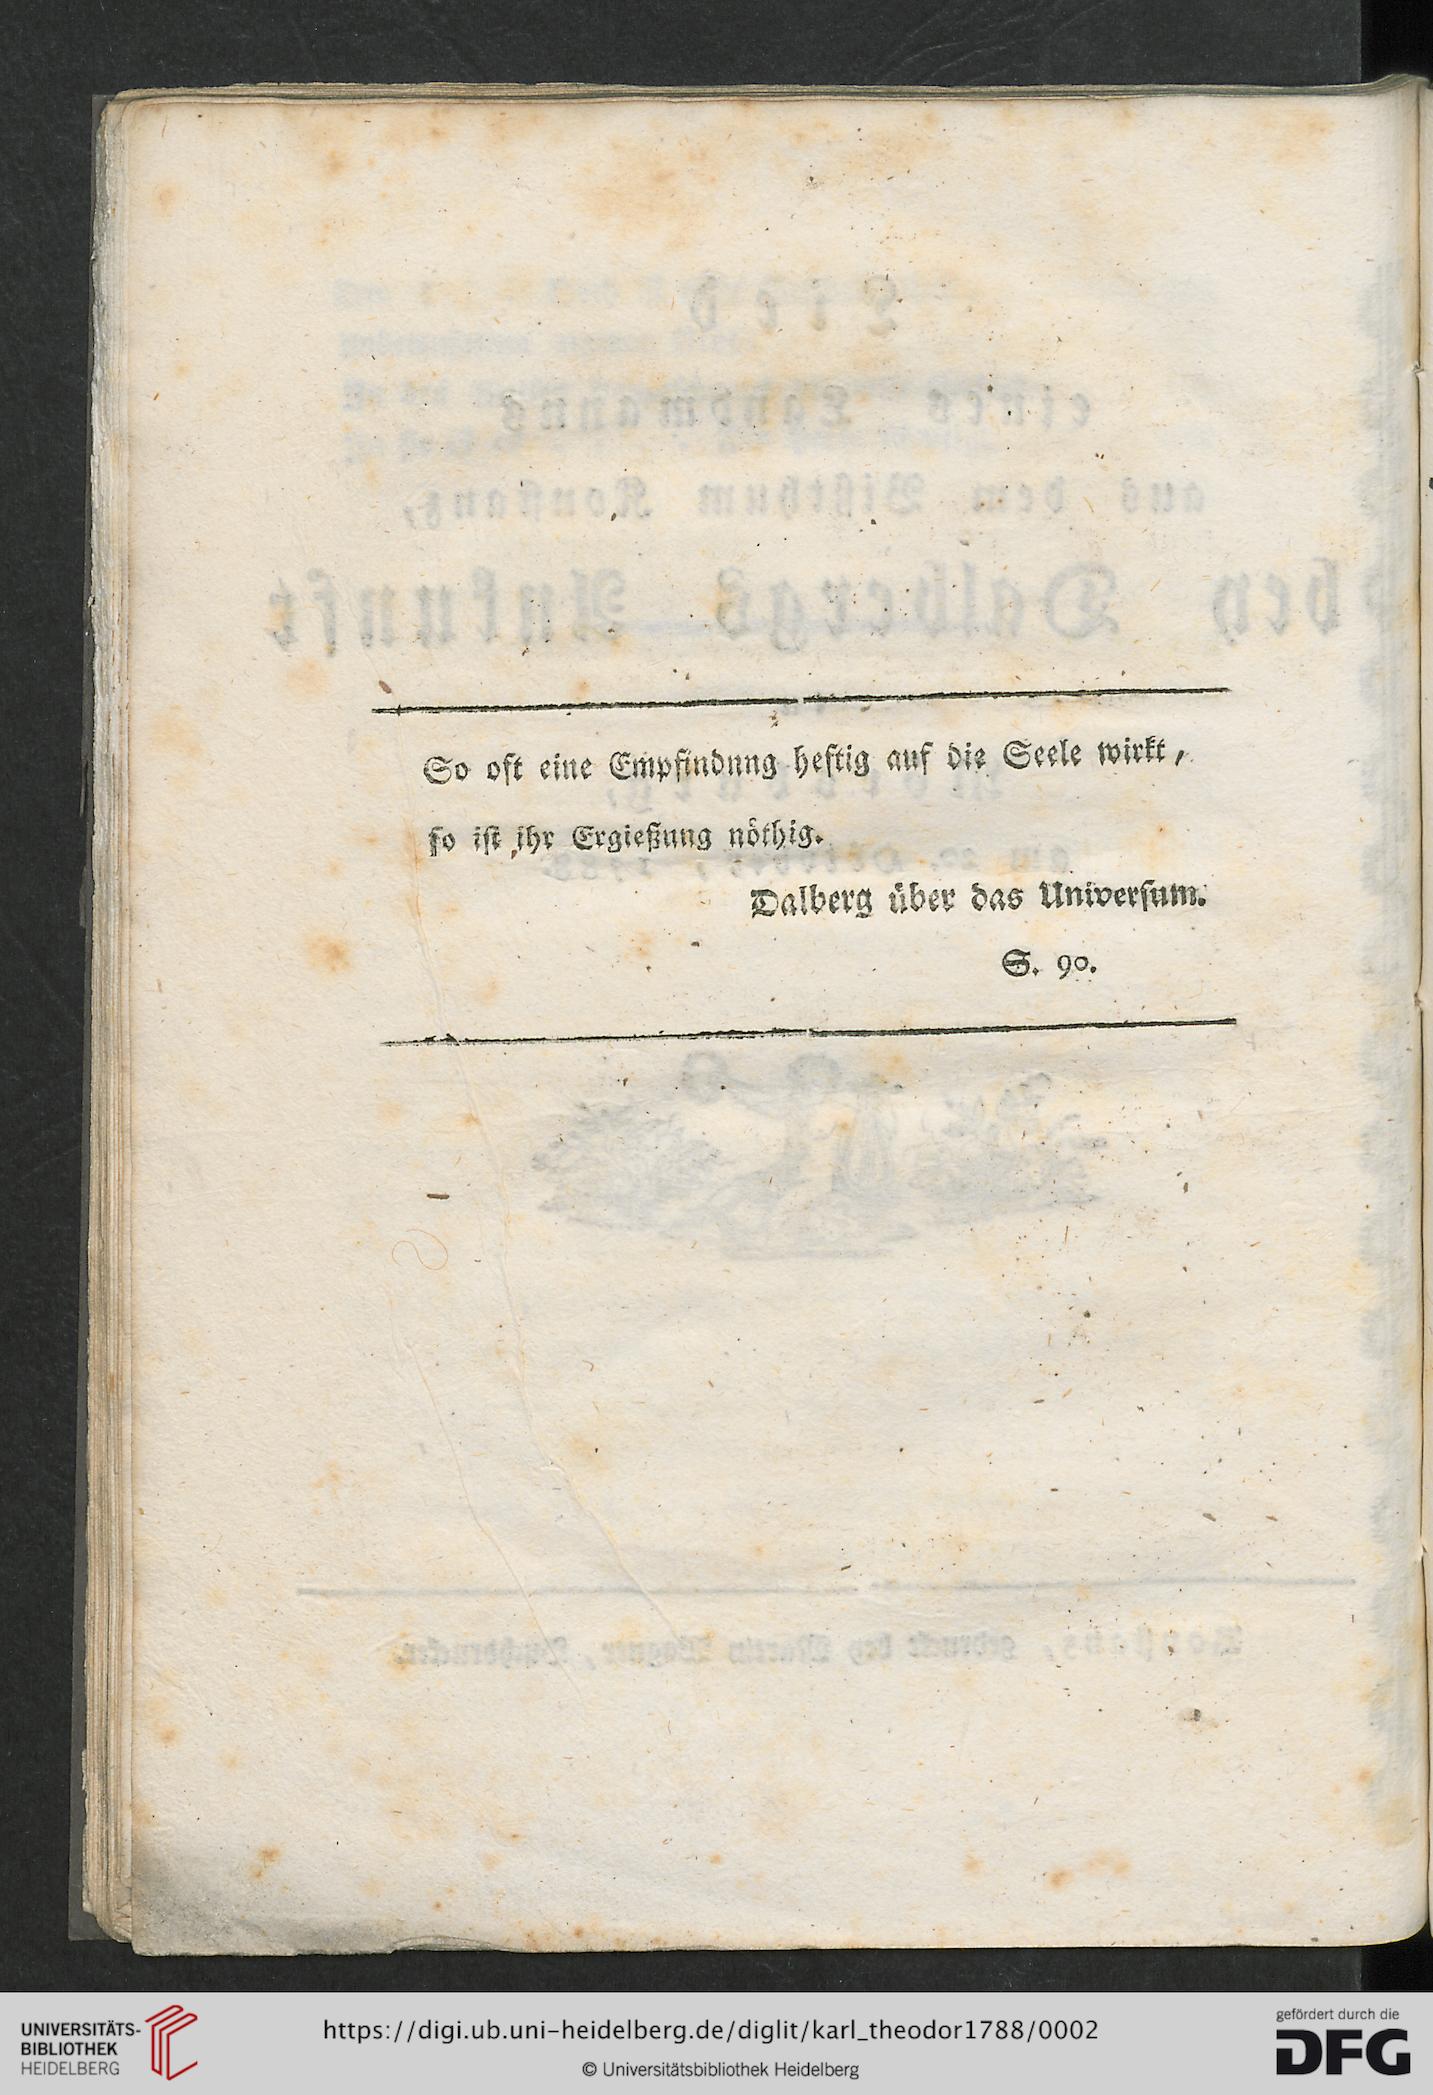 So oft eine Empfindung heftig auf die Seele wirkt,
so ist ihr Ergießung nöthig.
Dalberg über das Universum.
S. 90.
UNIVERSITÄTS-
BIBLIOTHEK
HEIDELBERG
https://digi.ub.uni-heidelberg.de/diglit/karl_theodor1788/0002
© Universitätsbibliothek Heidelberg
gefördert durch die
DFG